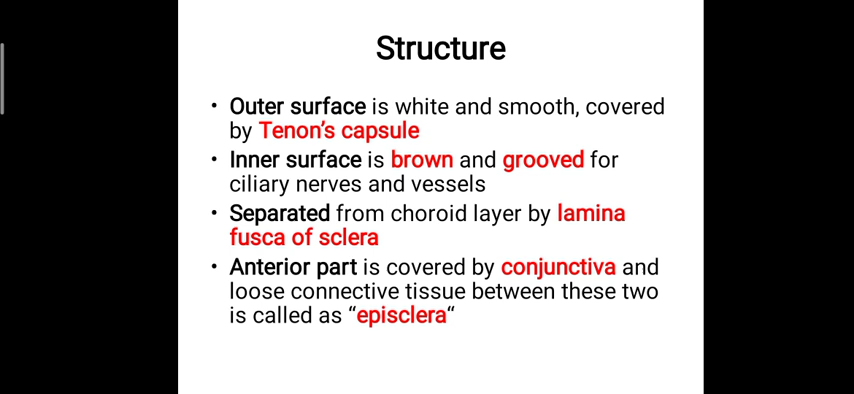 Structure
• Outer surface is white and smooth, covered
by Tenon’s capsule
• Inner surface is brown and grooved for
ciliary nerves and vessels
• Separated from choroid layer by lamina
fusca of sclera
• Anterior part is covered by conjunctiva and
loose connective tissue between these two
is called as “episclera“